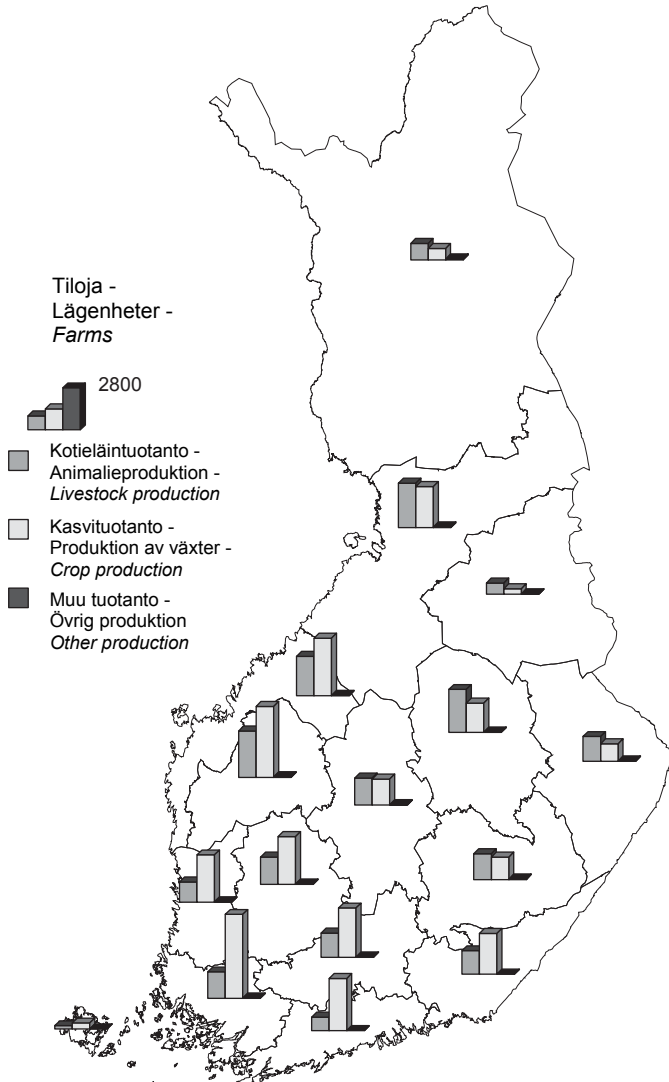 Tiloja -
Lägenheter -
Farms
2800
Kotieläintuotanto -
Animalieproduktion -
Livestock production
Kasvituotanto -
Produktion av växter -
Crop production
Muu tuotanto -
Övrig produktion
Other production